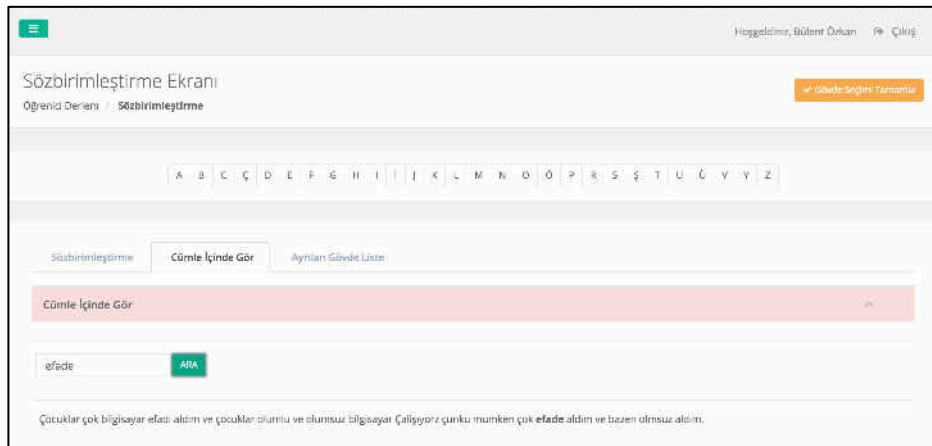 Hoşgeldiniz, Bülent Özkan Çıkış
Sözbirimleştirme Ekranı
Öğrenci Derlemi / Sözbirimleştirme
Gövde Seçimi Tamamla
A B C Ç D E F G H I İ J K L M N O Ö P R S Ş T U Ü V Y Z
Sözbirimleştirme Cümle İçinde Gör Ayrılan Gövde Liste
Cümle İçinde Gör
efade ARA
Çocuklar çok bilgisayar efadi aldım ve çocuklar olumlu ve olumsuz bilgisayar Çalişıyorz çunku mumken çok efade aldım ve bazen olmsuz aldım.